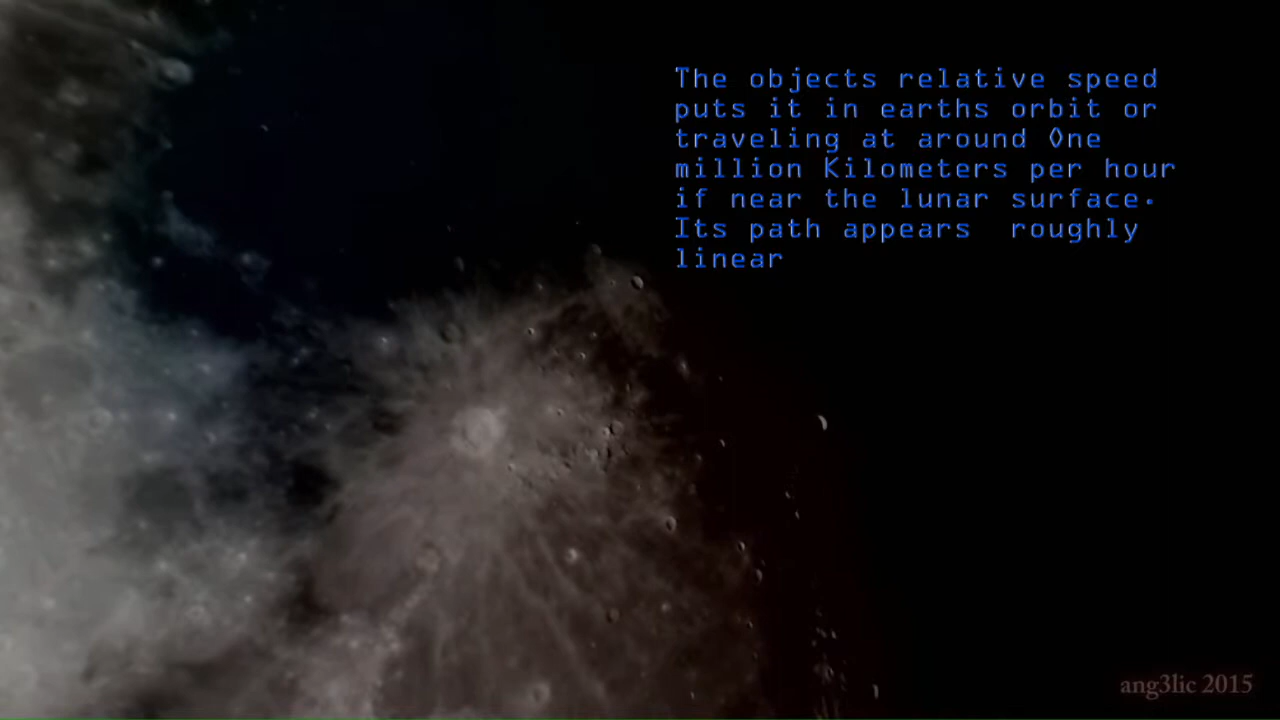 The objects relative speed
puts it in earths orbit or
traveling at around One
million Kilometers per hour
if near the lunar surface.
Its path appears  roughly
linear
ang3lic 2015